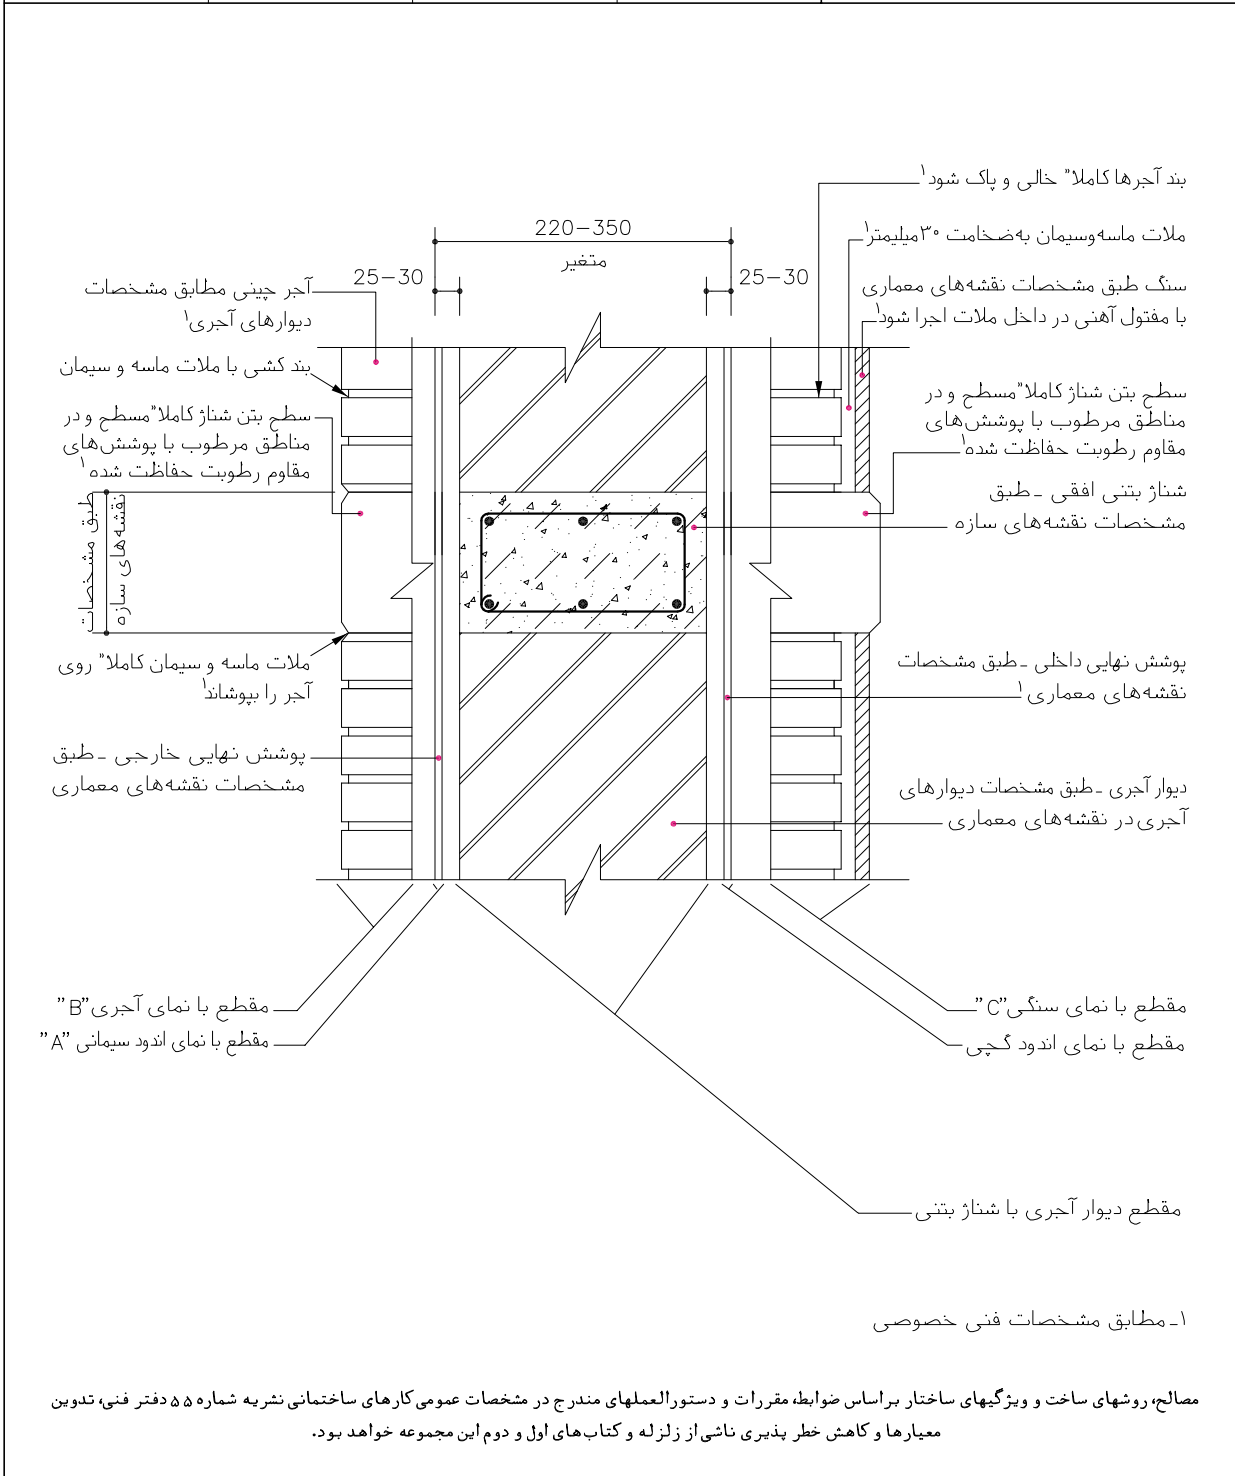 بند آجرها کاملا" خالی و پاک شود۱
ملات ماسه‌وسیمان به‌ضخامت ۳۰میلیمتر۱
سنگ طبق مشخصات نقشه‌های معماری
با مفتول آهنی در داخل ملات اجرا شود۱
سطح بتن شناژ کاملا"مسطح و در
مناطق مرطوب با پوشش‌های
مقاوم رطوبت حفاظت شده۱
شناژ بتنی افقی ـ طبق
مشخصات نقشه‌های سازه
پوشش نهایی داخلی ـ طبق مشخصات
نقشه‌های معماری۱
دیوار آجری ـ طبق مشخصات دیوارهای
آجری در نقشه‌های معماری
220-350
متغیر
25-30
25-30
آجر چینی مطابق مشخصات
دیوارهای آجری۱
بند کشی با ملات ماسه و سیمان
سطح بتن شناژ کاملا"مسطح و در
مناطق مرطوب با پوشش‌های
مقاوم رطوبت حفاظت شده۱
طبق مشخصات
نقشه‌های سازه
ملات ماسه و سیمان کاملا" روی
آجر را بپوشاند۱
پوشش نهایی خارجی ـ طبق
مشخصات نقشه‌های معماری
مقطع با نمای سنگی"C"
مقطع با نمای اندود گچی
مقطع با نمای آجری"B"
مقطع با نمای اندود سیمانی "A"
مقطع دیوار آجری با شناژ بتنی
۱ـ مطابق مشخصات فنی خصوصی
مصالح، روشهای ساخت و ویژگیهای ساختار براساس ضوابط، مقررات و دستورالعملهای مندرج در مشخصات عمومی کارهای ساختمانی نشریه شماره ۵۵ دفتر فنی، تدوین
معیارها و کاهش خطر پذیری ناشی از زلزله و کتاب‌های اول و دوم این مجموعه خواهد بود.